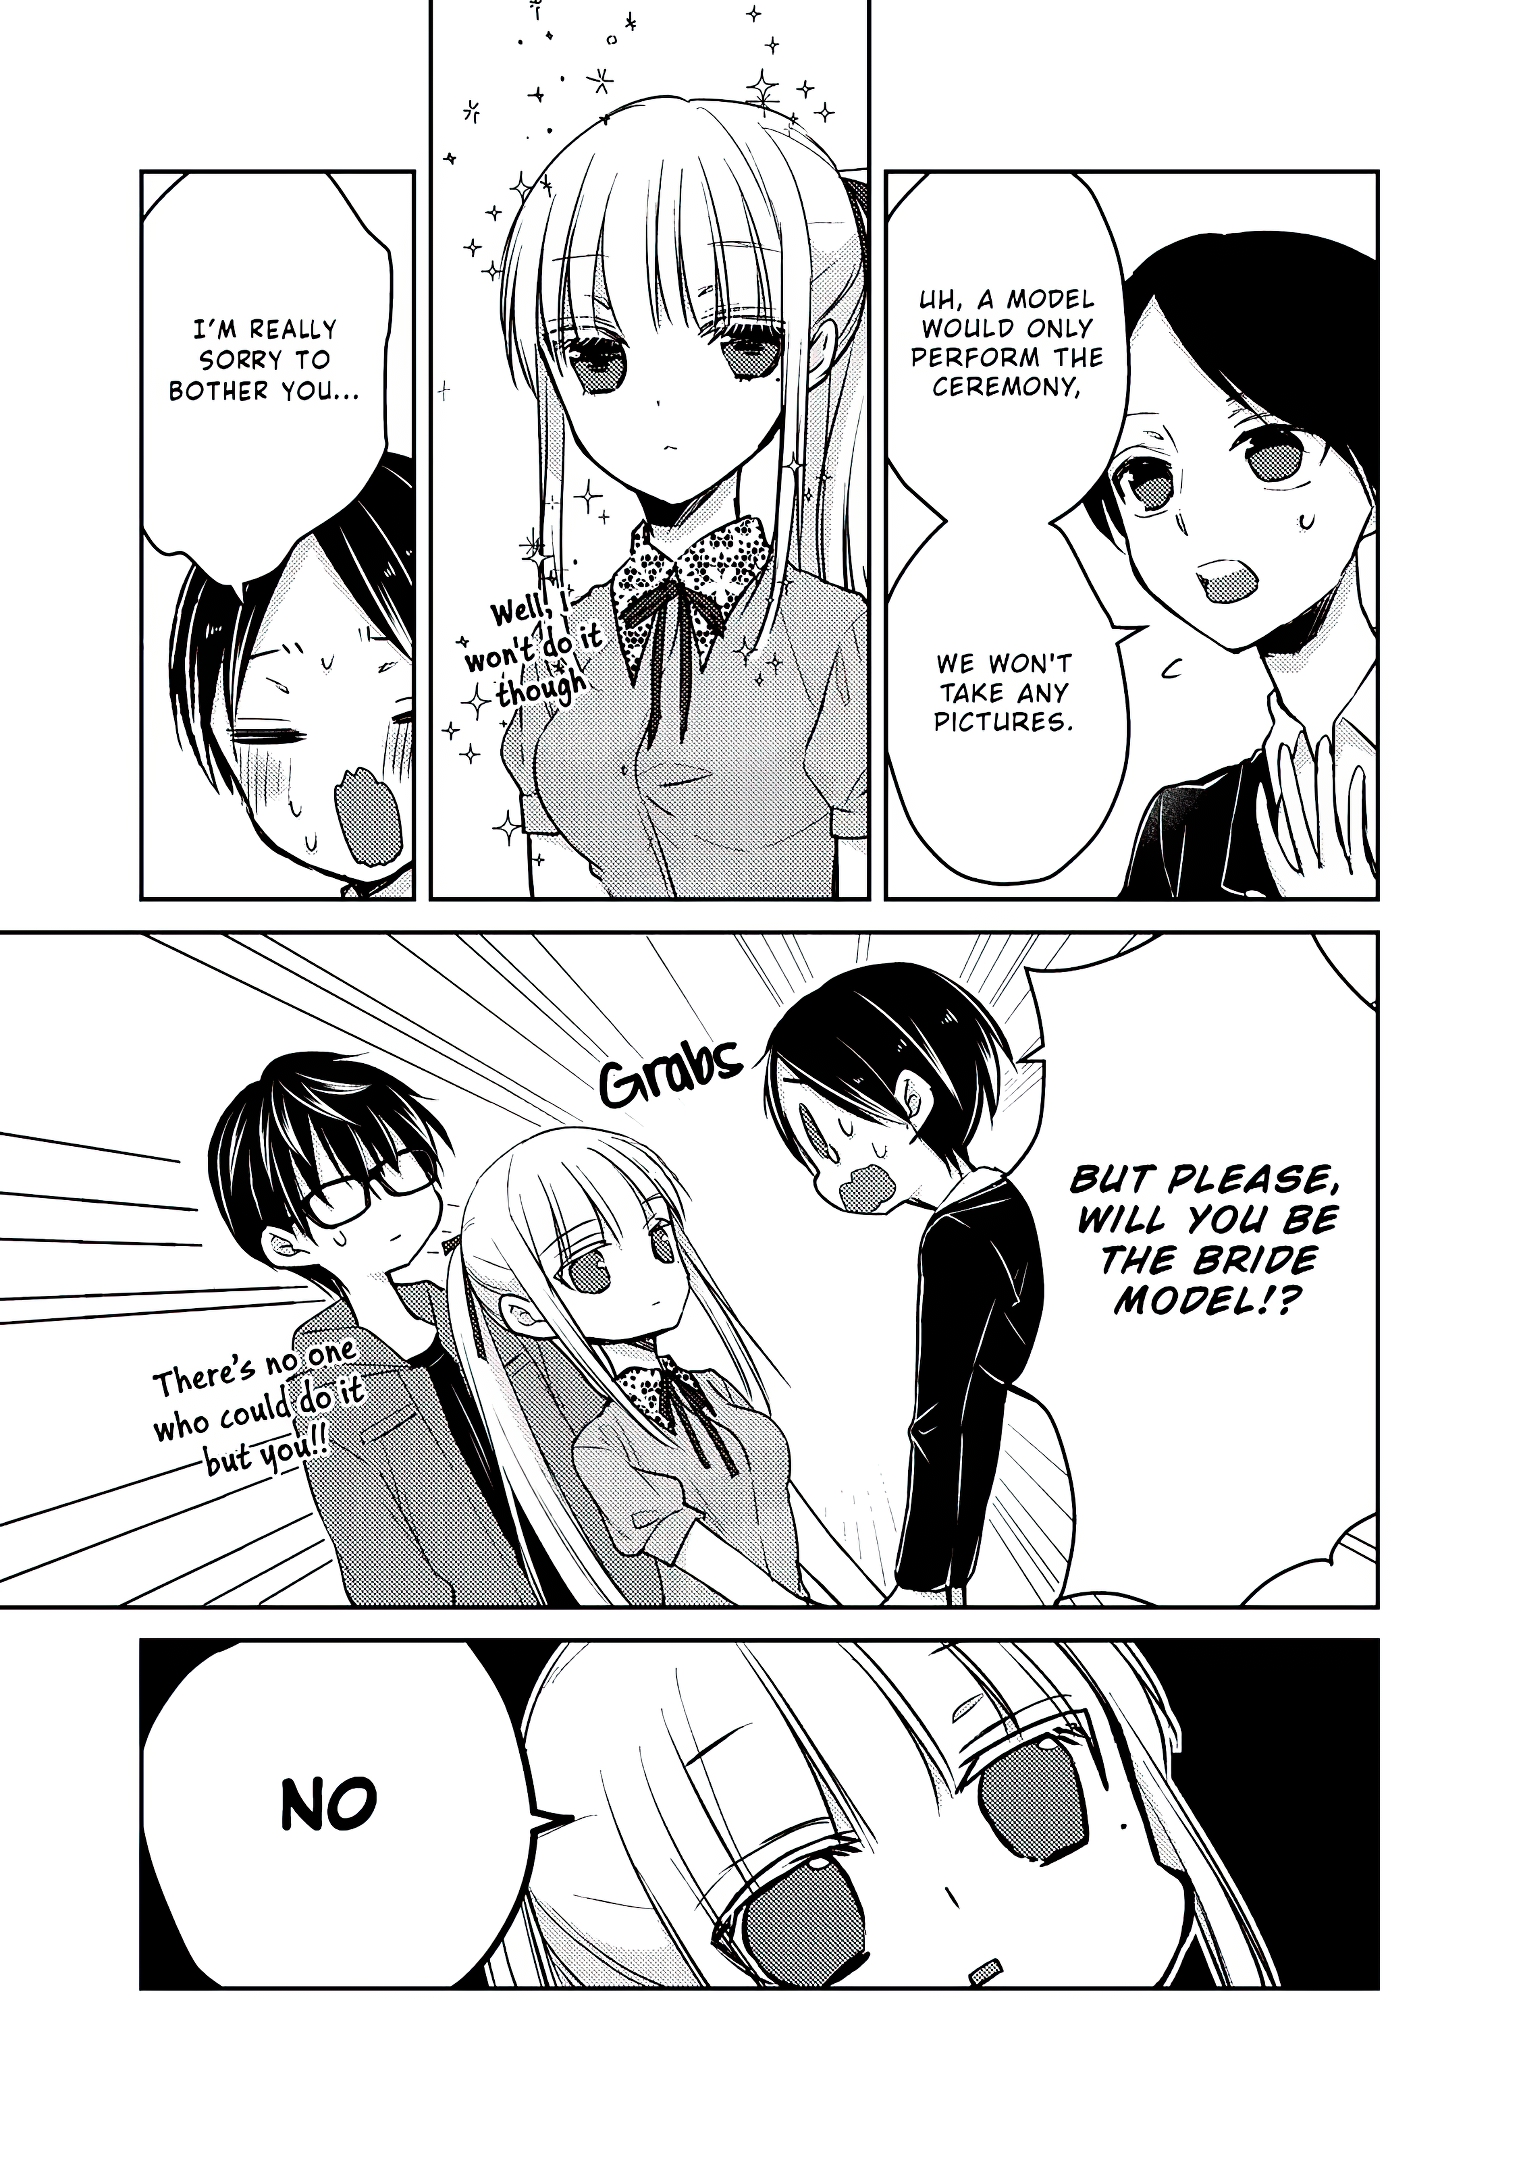 UH, A MODEL
WOULD ONLY
PERFORM THE
CEREMONY,
WE WON'T
TAKE ANY
PICTURES.
Well, I
won't do it
though
I'M REALLY
SORRY TO
BOTHER YOU...
BUT PLEASE,
WILL YOU BE
THE BRIDE
MODEL!?
Grabs
There's no one
who could do it
but you!!
NO